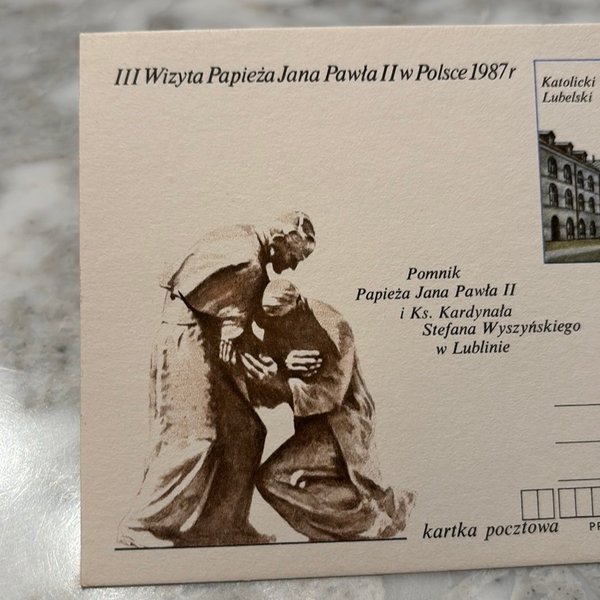 III Wizyta Papieża Jana Pawła II w Polsce 1987 r
Katolicki
Lubelski
Pomnik
Papieża Jana Pawła II
i Ks. Kardynała
Stefana Wyszyńskiego
w Lublinie
kartka pocztowa